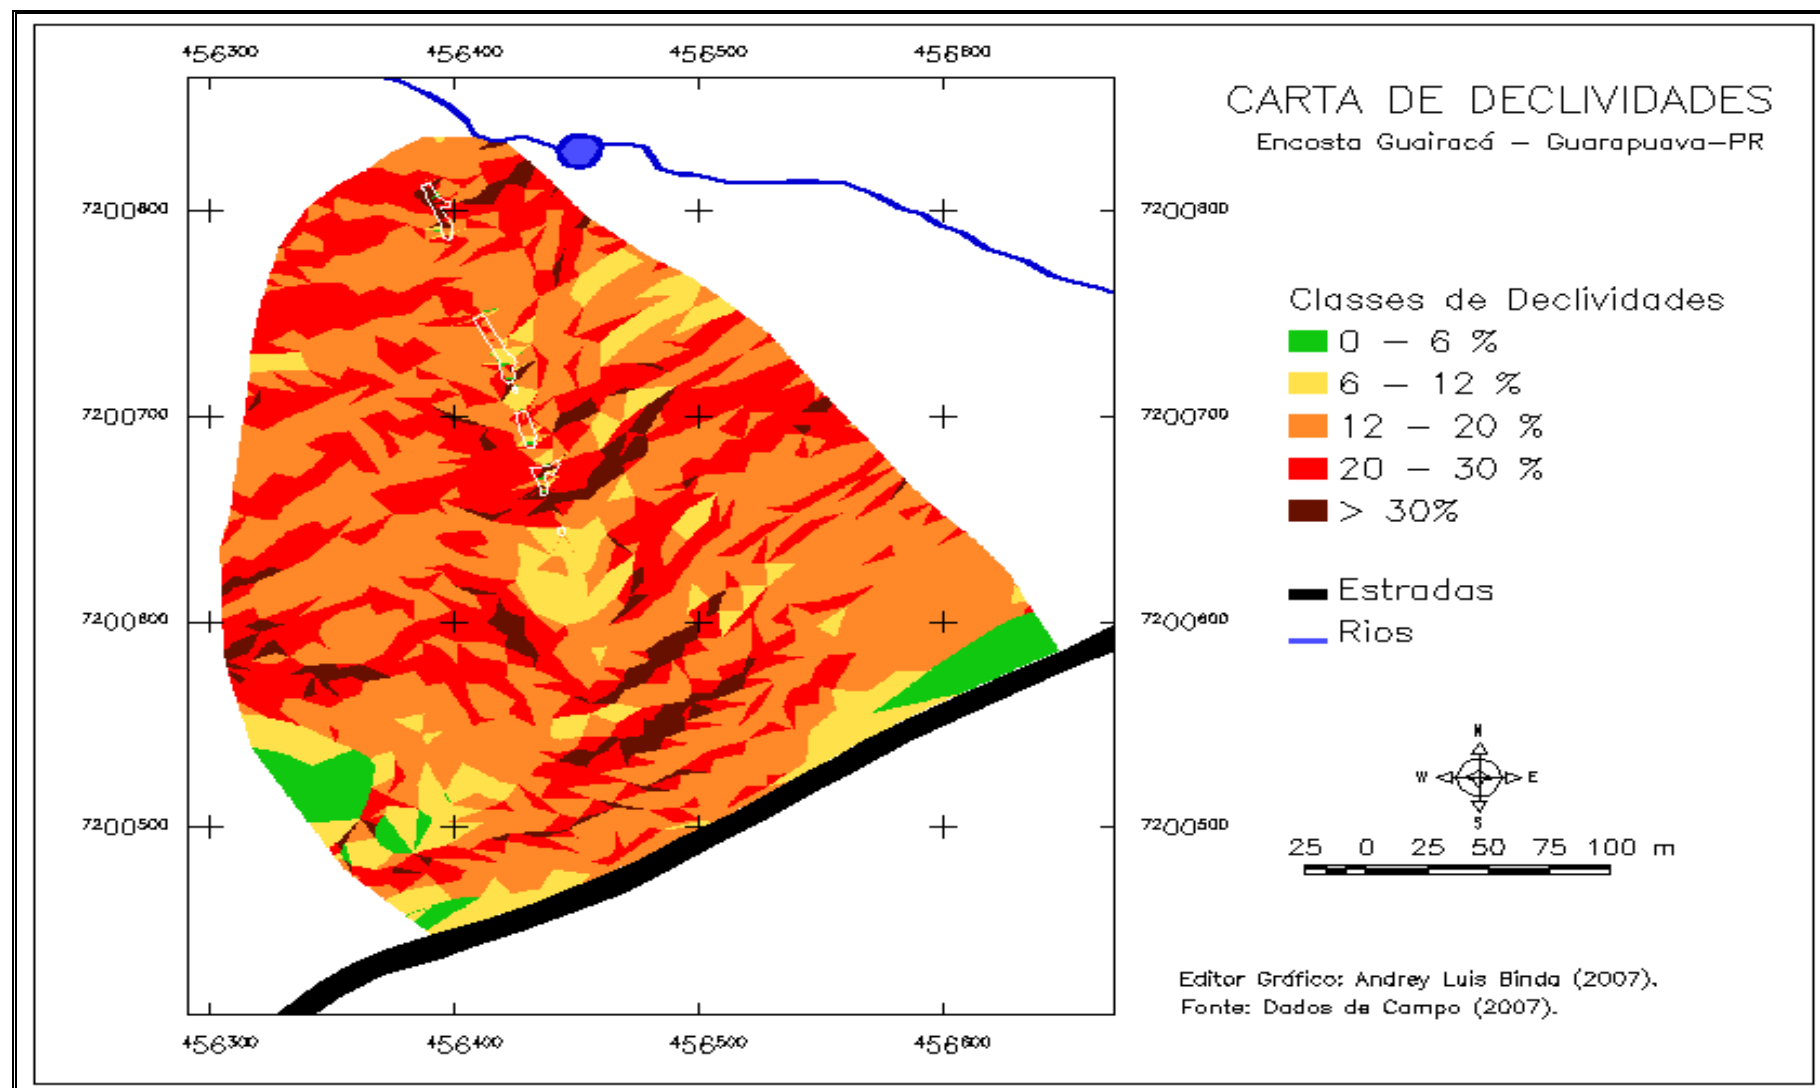 456300 456400 456500 456600
CARTA DE DECLIVIDADES
Encosta Guairacá – Guarapuava–PR
7200800 7200800
Classes de Declividades
0 – 6 %
6 – 12 %
7200700 7200700
12 – 20 %
20 – 30 %
> 30%
Estradas
7200600 7200600
Rios
N
W E
S
7200500 7200500
25 0 25 50 75 100 m
Editor Gráfico: Andrey Luis Binda (2007).
Fonte: Dados de Campo (2007).
456300 456400 456500 456600